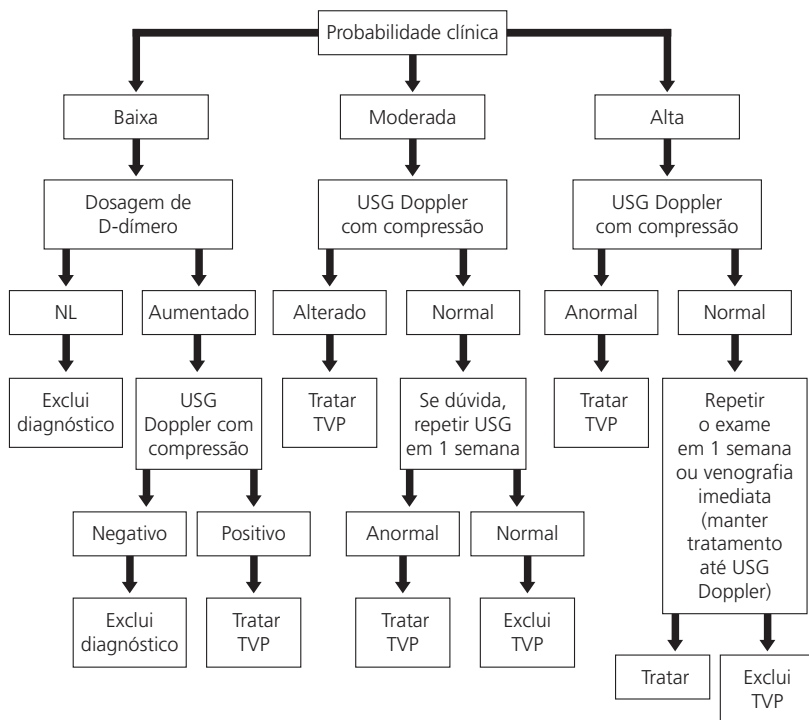 Probabilidade clínica
Baixa
Moderada
Alta
Dosagem de
D-dímero
USG Doppler
com compressão
USG Doppler
com compressão
NL
Aumentado
Alterado
Normal
Anormal
Normal
Exclui
diagnóstico
USG
Doppler com
compressão
Tratar
TVP
Se dúvida,
repetir USG
em 1 semana
Tratar
TVP
Repetir
o exame
em 1 semana
ou venografia
imediata
(manter
tratamento
até USG
Doppler)
Negativo
Positivo
Anormal
Normal
Exclui
diagnóstico
Tratar
TVP
Tratar
TVP
Exclui
TVP
Tratar
Exclui
TVP